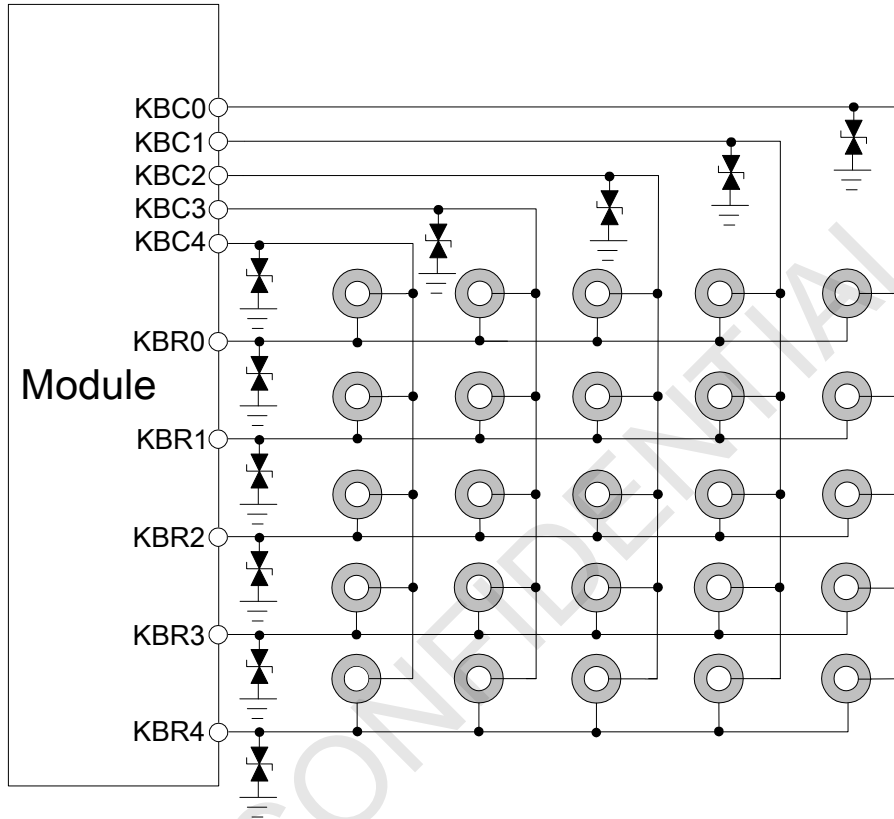 KBC0
KBC1
KBC2
KBC3
KBC4
KBR0
Module
KBR1
KBR2
KBR3
KBR4
CONFIDENTIAL